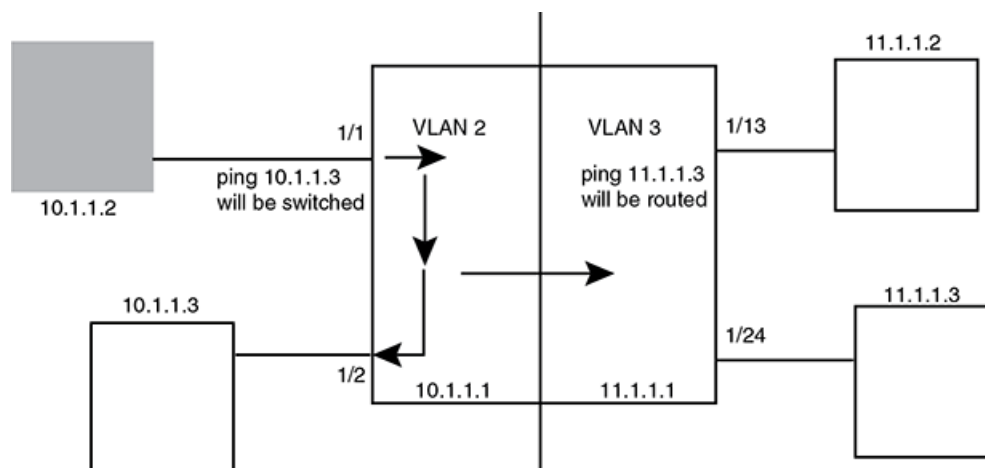 11.1.1.2
1/1
VLAN 2
VLAN 3
1/13
ping 10.1.1.3
will be switched
ping 11.1.1.3
will be routed
10.1.1.2
10.1.1.3
11.1.1.3
1/24
1/2
10.1.1.1
11.1.1.1